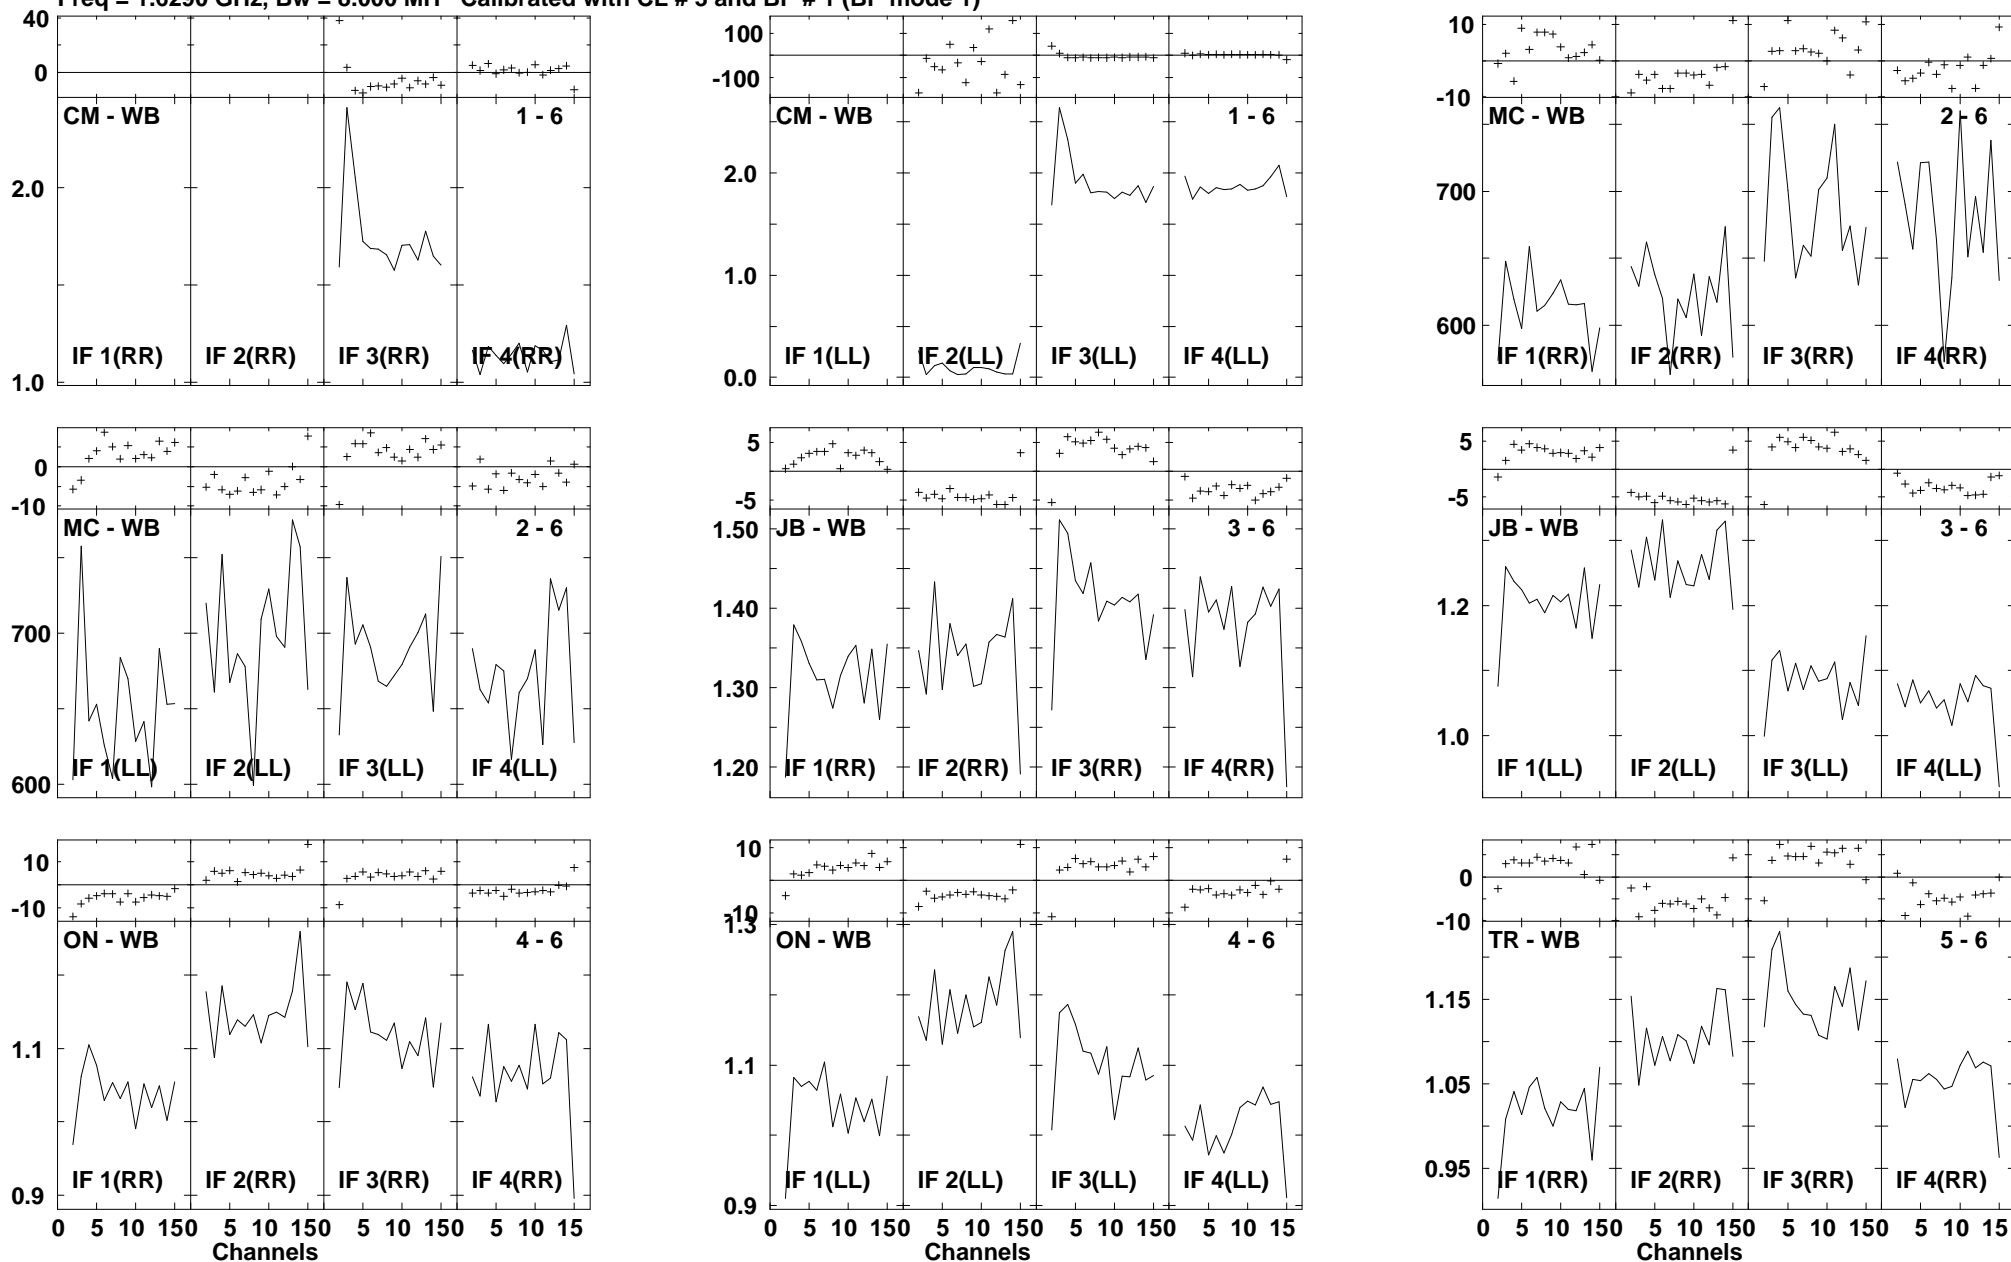 Freq = 1.6290 GHz, Bw = 8.000 MH Calibrated with CL # 3 and BP # 1 (BP mode 1)
40
0
CM - WB 1 - 6
2.0
1.0
IF 1(RR) IF 2(RR) IF 3(RR) IF 4(RR)
100
-100
CM - WB 1 - 6
2.0
1.0
0.0
IF 1(LL) IF 2(LL) IF 3(LL) IF 4(LL)
10
-10
MC - WB 2 - 6
700
600
IF 1(RR) IF 2(RR) IF 3(RR) IF 4(RR)
0
-10
MC - WB 2 - 6
700
600
IF 1(LL) IF 2(LL) IF 3(LL) IF 4(LL)
5
-5
JB - WB 3 - 6
1.50
1.40
1.30
1.20
IF 1(RR) IF 2(RR) IF 3(RR) IF 4(RR)
5
-5
JB - WB 3 - 6
1.2
1.0
IF 1(LL) IF 2(LL) IF 3(LL) IF 4(LL)
10
-10
ON - WB 4 - 6
1.1
0.9
IF 1(RR) IF 2(RR) IF 3(RR) IF 4(RR)
0 5 10 150 5 10 150 5 10 150 5 10 15
Channels
10
-10
1.3
ON - WB 4 - 6
1.1
0.9
IF 1(LL) IF 2(LL) IF 3(LL) IF 4(LL)
0 5 10 150 5 10 150 5 10 150 5 10 15
Channels
0
-10
TR - WB 5 - 6
1.15
1.05
0.95
IF 1(RR) IF 2(RR) IF 3(RR) IF 4(RR)
0 5 10 150 5 10 150 5 10 150 5 10 15
Channels